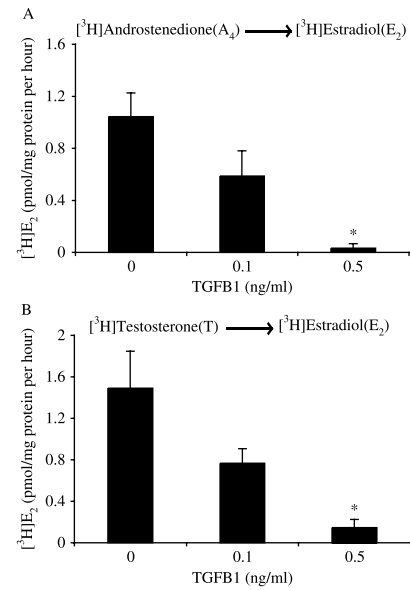 A
[³H]Androstenedione(A₄) ⟶ [³H]Estradiol(E₂)
[³H]E₂ (pmol/mg protein per hour)
1.6
1.2
0.8
0.4
0
*
0 0.1 0.5
TGFB1 (ng/ml)
B
[³H]Testosterone(T) ⟶ [³H]Estradiol(E₂)
[³H]E₂ (pmol/mg protein per hour)
2
1.6
1.2
0.8
0.4
0
*
0 0.1 0.5
TGFB1 (ng/ml)